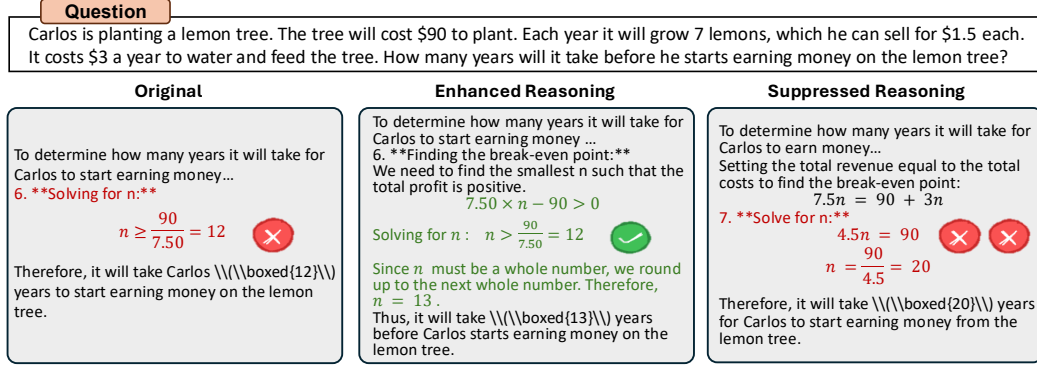 Question
Carlos is planting a lemon tree. The tree will cost $90 to plant. Each year it will grow 7 lemons, which he can sell for $1.5 each.
It costs $3 a year to water and feed the tree. How many years will it take before he starts earning money on the lemon tree?
Original
To determine how many years it will take for
Carlos to start earning money…
6. **Solving for n:**
n ≥ 90/7.50 = 12
Therefore, it will take Carlos \\(\\boxed{12}\\)
years to start earning money on the lemon
tree.
Enhanced Reasoning
To determine how many years it will take for
Carlos to start earning money …
6. **Finding the break-even point:**
We need to find the smallest n such that the
total profit is positive.
7.50 × n − 90 > 0
Solving for n : n > 90/7.50 = 12
Since n must be a whole number, we round
up to the next whole number. Therefore,
n = 13 .
Thus, it will take \\(\\boxed{13}\\) years
before Carlos starts earning money on the
lemon tree.
Suppressed Reasoning
To determine how many years it will take for
Carlos to earn money…
Setting the total revenue equal to the total
costs to find the break-even point:
7.5n = 90 + 3n
7. **Solve for n:**
4.5n = 90
n = 90/4.5 = 20
Therefore, it will take \\(\\boxed{20}\\) years
for Carlos to start earning money from the
lemon tree.